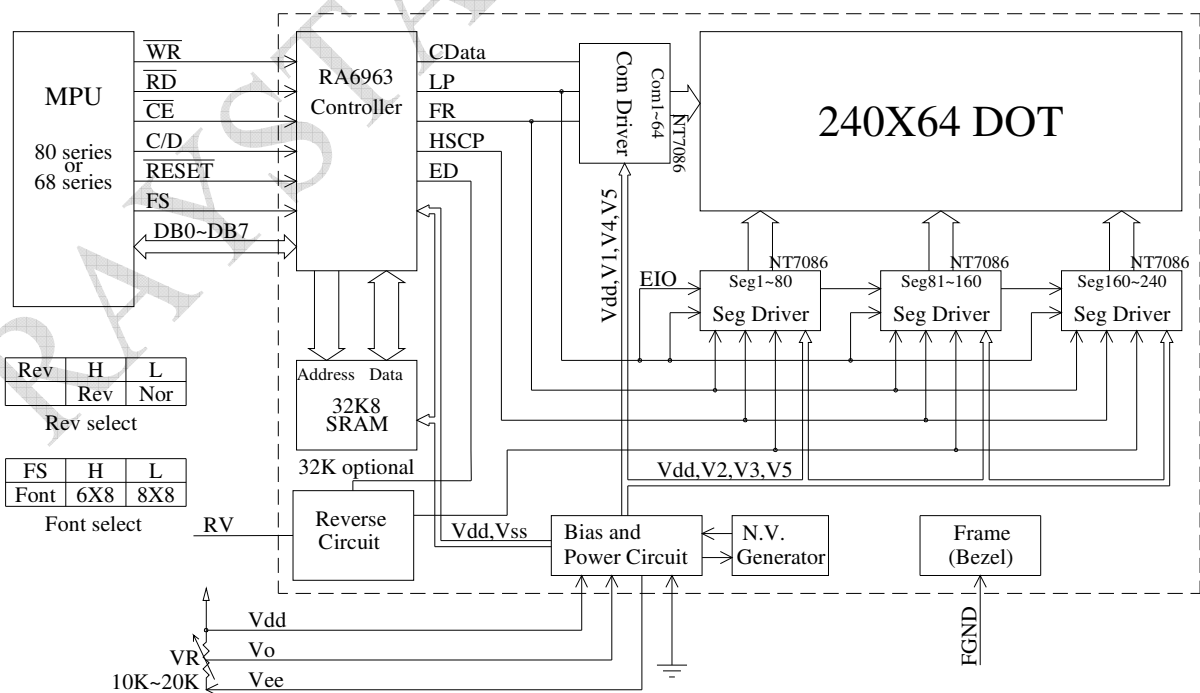 RAYSTA
MPU
80 series
or
68 series
WR
RD
CE
C/D
RESET
FS
DB0~DB7
RA6963
Controller
CData
LP
FR
HSCP
ED
Com Driver
Com1~64
NT7086
240X64 DOT
Vdd,V1,V4,V5
EIO
NT7086
Seg1~80
Seg Driver
NT7086
Seg81~160
Seg Driver
NT7086
Seg160~240
Seg Driver
Address Data
32K8
SRAM
32K optional
Rev H L
Rev Nor
Rev select
FS H L
Font 6X8 8X8
Font select
RV
Reverse
Circuit
Vdd,Vss
Vdd,V2,V3,V5
Bias and
Power Circuit
N.V.
Generator
Frame
(Bezel)
FGND
Vdd
VR
Vo
10K~20K
Vee